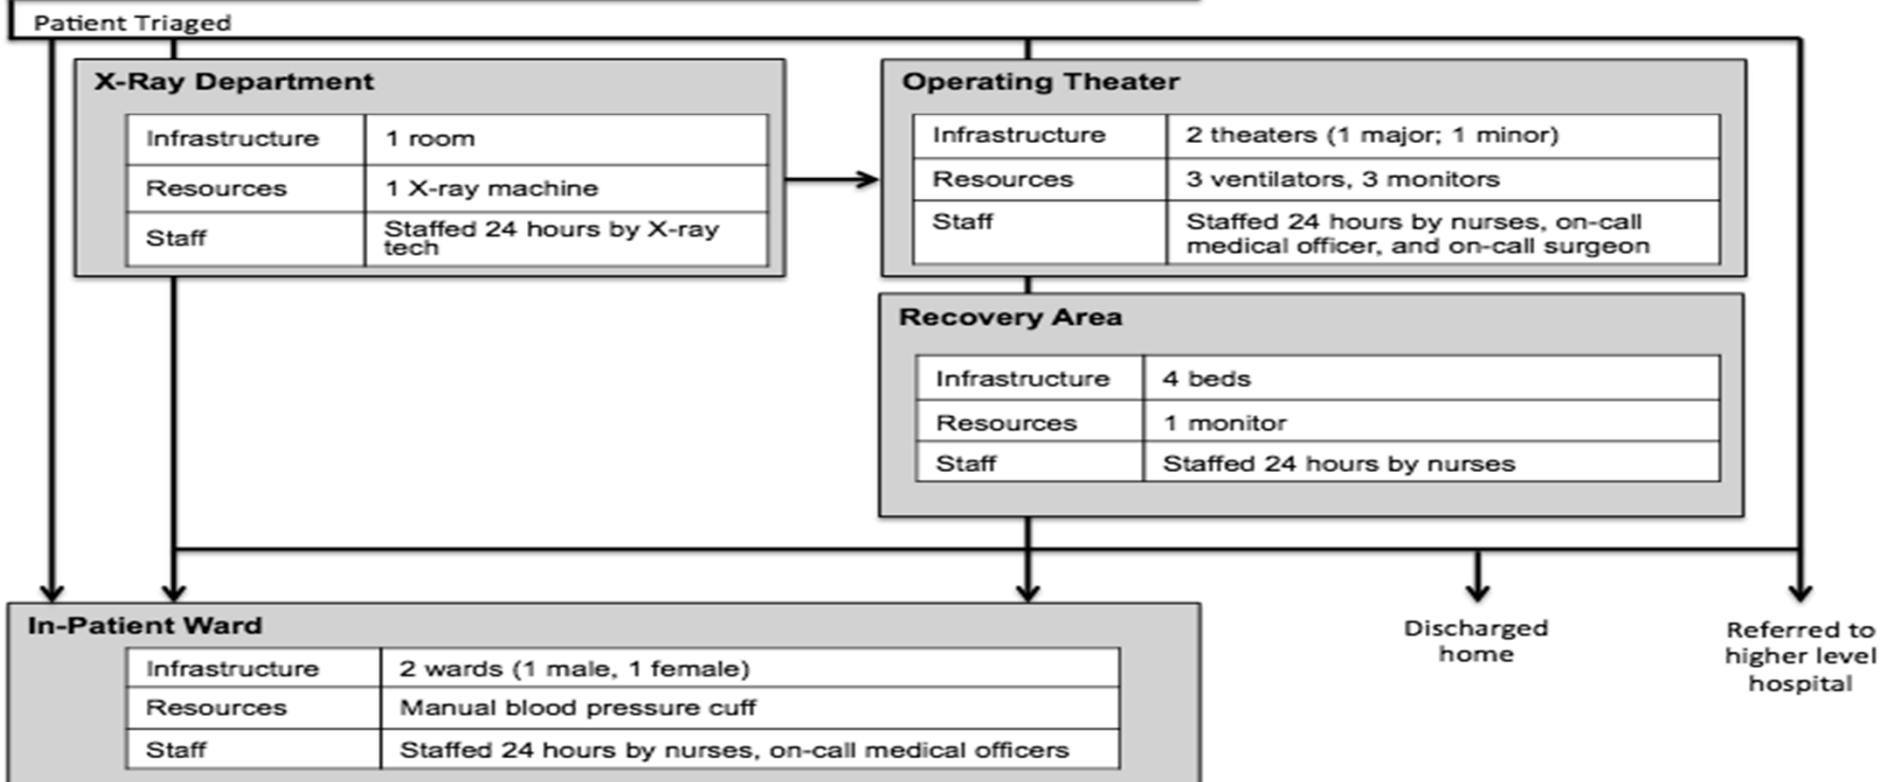 Patient Triaged
X-Ray Department
Infrastructure 1 room
Resources 1 X-ray machine
Staff Staffed 24 hours by X-ray
tech
Operating Theater
Infrastructure 2 theaters (1 major; 1 minor)
Resources 3 ventilators, 3 monitors
Staff Staffed 24 hours by nurses, on-call
medical officer, and on-call surgeon
Recovery Area
Infrastructure 4 beds
Resources 1 monitor
Staff Staffed 24 hours by nurses
In-Patient Ward
Infrastructure 2 wards (1 male, 1 female)
Resources Manual blood pressure cuff
Staff Staffed 24 hours by nurses, on-call medical officers
Discharged
home
Referred to
higher level
hospital